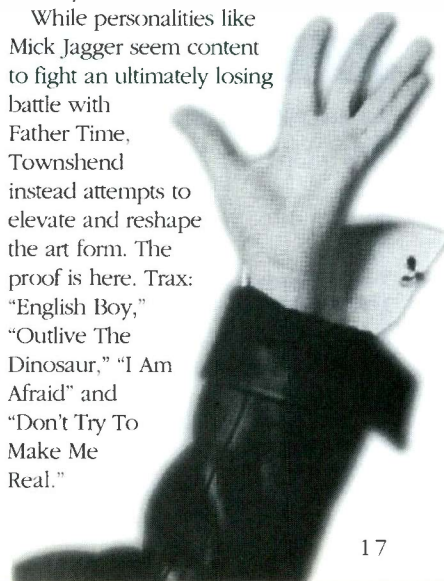 While personalities like
Mick Jagger seem content
to fight an ultimately losing
battle with
Father Time,
Townshend
instead attempts to
elevate and reshape
the art form. The
proof is here. Trax:
“English Boy,”
“Outlive The
Dinosaur,” “I Am
Afraid” and
“Don't Try To
Make Me
Real.”
17